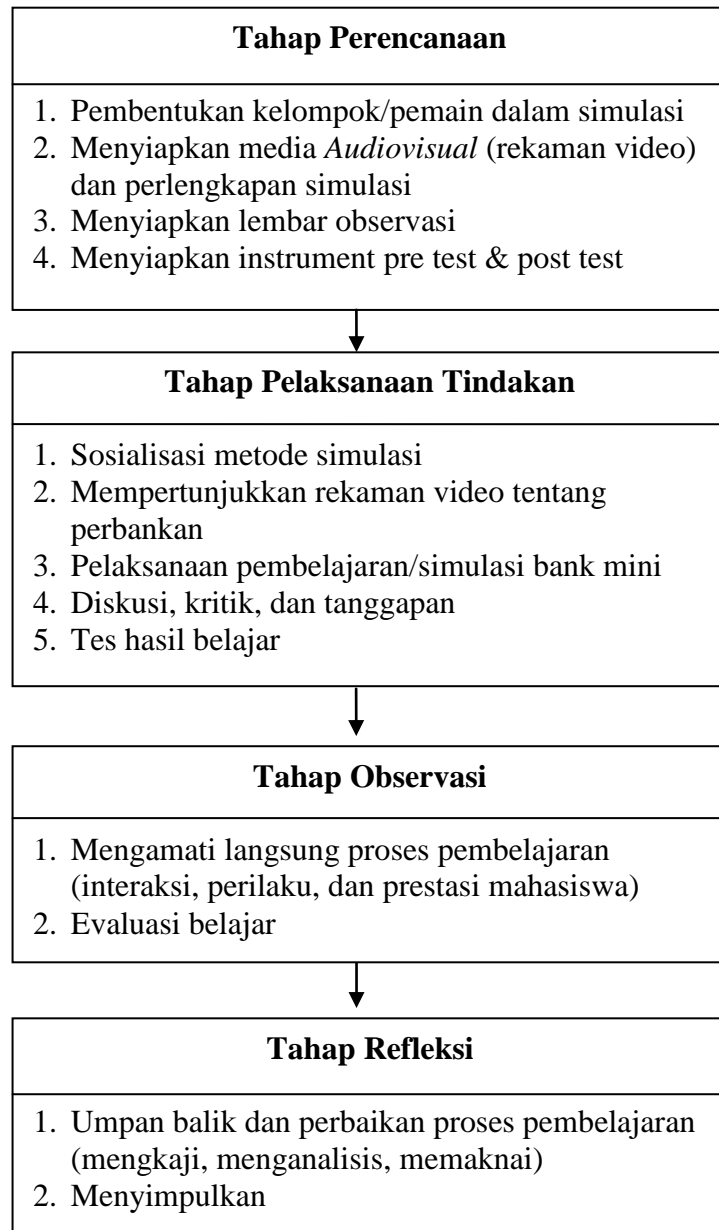 Tahap Perencanaan
1. Pembentukan kelompok/pemain dalam simulasi
2. Menyiapkan media Audiovisual (rekaman video)
dan perlengkapan simulasi
3. Menyiapkan lembar observasi
4. Menyiapkan instrument pre test & post test
Tahap Pelaksanaan Tindakan
1. Sosialisasi metode simulasi
2. Mempertunjukkan rekaman video tentang
perbankan
3. Pelaksanaan pembelajaran/simulasi bank mini
4. Diskusi, kritik, dan tanggapan
5. Tes hasil belajar
Tahap Observasi
1. Mengamati langsung proses pembelajaran
(interaksi, perilaku, dan prestasi mahasiswa)
2. Evaluasi belajar
Tahap Refleksi
1. Umpan balik dan perbaikan proses pembelajaran
(mengkaji, menganalisis, memaknai)
2. Menyimpulkan